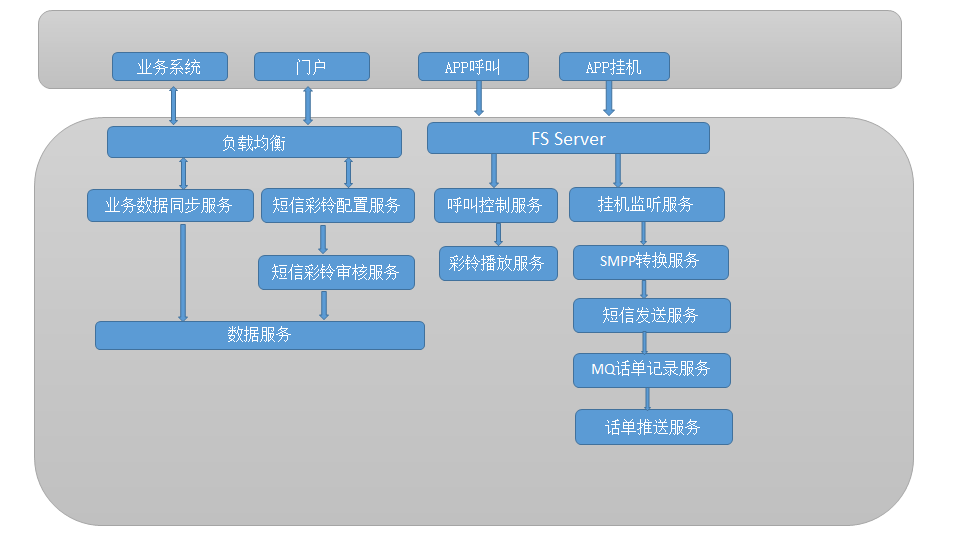 业务系统
门户
APP呼叫
APP挂机
负载均衡
FS Server
业务数据同步服务
短信彩铃配置服务
呼叫控制服务
挂机监听服务
短信彩铃审核服务
彩铃播放服务
SMPP转换服务
短信发送服务
数据服务
MQ话单记录服务
话单推送服务